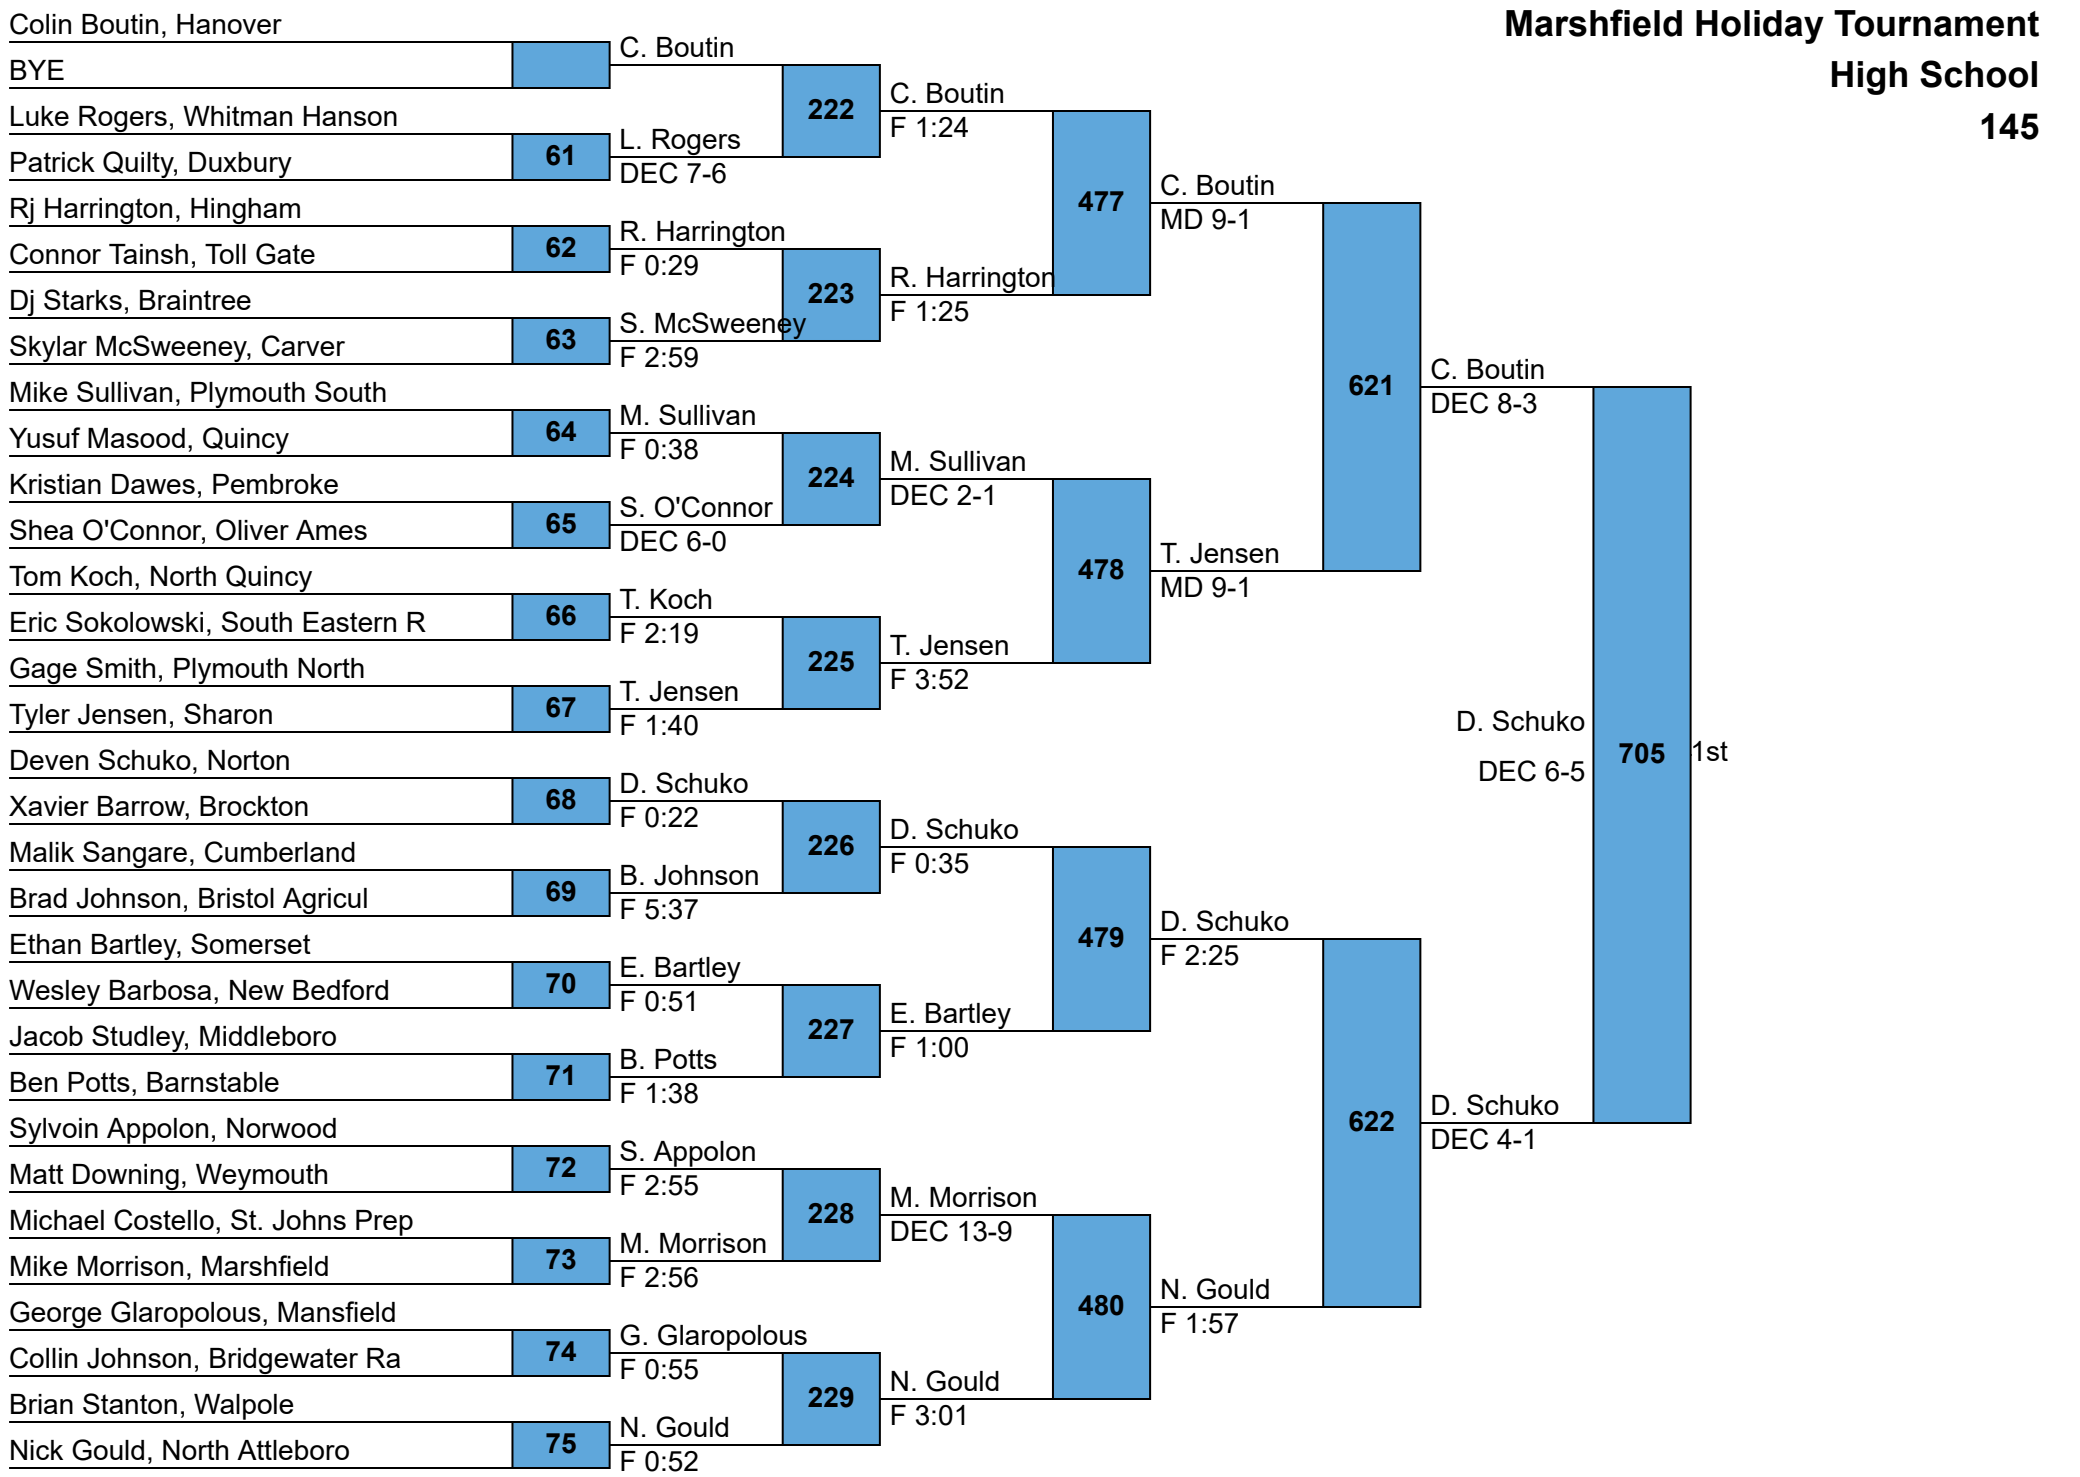 Marshfield Holiday Tournament
High School
145
Colin Boutin, Hanover
BYE
Luke Rogers, Whitman Hanson
61
Patrick Quilty, Duxbury
Rj Harrington, Hingham
62
Connor Tainsh, Toll Gate
Dj Starks, Braintree
63
Skylar McSweeney, Carver
Mike Sullivan, Plymouth South
64
Yusuf Masood, Quincy
Kristian Dawes, Pembroke
65
Shea O'Connor, Oliver Ames
Tom Koch, North Quincy
66
Eric Sokolowski, South Eastern R
Gage Smith, Plymouth North
67
Tyler Jensen, Sharon
Deven Schuko, Norton
68
Xavier Barrow, Brockton
Malik Sangare, Cumberland
69
Brad Johnson, Bristol Agricul
Ethan Bartley, Somerset
70
Wesley Barbosa, New Bedford
Jacob Studley, Middleboro
71
Ben Potts, Barnstable
Sylvoin Appolon, Norwood
72
Matt Downing, Weymouth
Michael Costello, St. Johns Prep
73
Mike Morrison, Marshfield
George Glaropolous, Mansfield
74
Collin Johnson, Bridgewater Ra
Brian Stanton, Walpole
75
Nick Gould, North Attleboro
C. Boutin
222
L. Rogers
DEC 7-6
R. Harrington
F 0:29
223
S. McSweeney
F 2:59
M. Sullivan
F 0:38
224
S. O'Connor
DEC 6-0
T. Koch
F 2:19
225
T. Jensen
F 1:40
D. Schuko
F 0:22
226
B. Johnson
F 5:37
E. Bartley
F 0:51
227
B. Potts
F 1:38
S. Appolon
F 2:55
228
M. Morrison
F 2:56
G. Glaropolous
F 0:55
229
N. Gould
F 0:52
C. Boutin
F 1:24
477
R. Harrington
F 1:25
M. Sullivan
DEC 2-1
478
T. Jensen
F 3:52
D. Schuko
F 0:35
479
E. Bartley
F 1:00
M. Morrison
DEC 13-9
480
N. Gould
F 3:01
C. Boutin
MD 9-1
621
T. Jensen
MD 9-1
D. Schuko
F 2:25
622
N. Gould
F 1:57
C. Boutin
DEC 8-3
D. Schuko
DEC 6-5
705
1st
D. Schuko
DEC 4-1